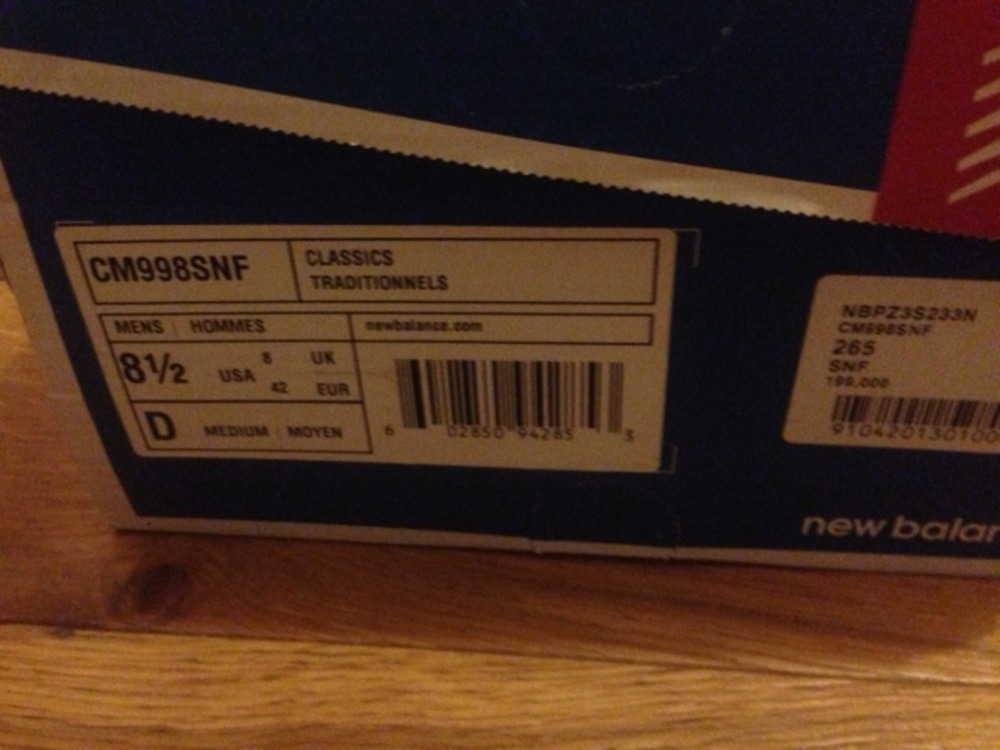 CM998SNF
CLASSICS
TRADITIONNELS
MENS | HOMMES
newbalance.com
8½ USA
8 UK
42 EUR
D MEDIUM | MOYEN
6 02850 94285 3
NBPZ3S233N
CM998SNF
265
SNF
199,000
910420130100
new balan